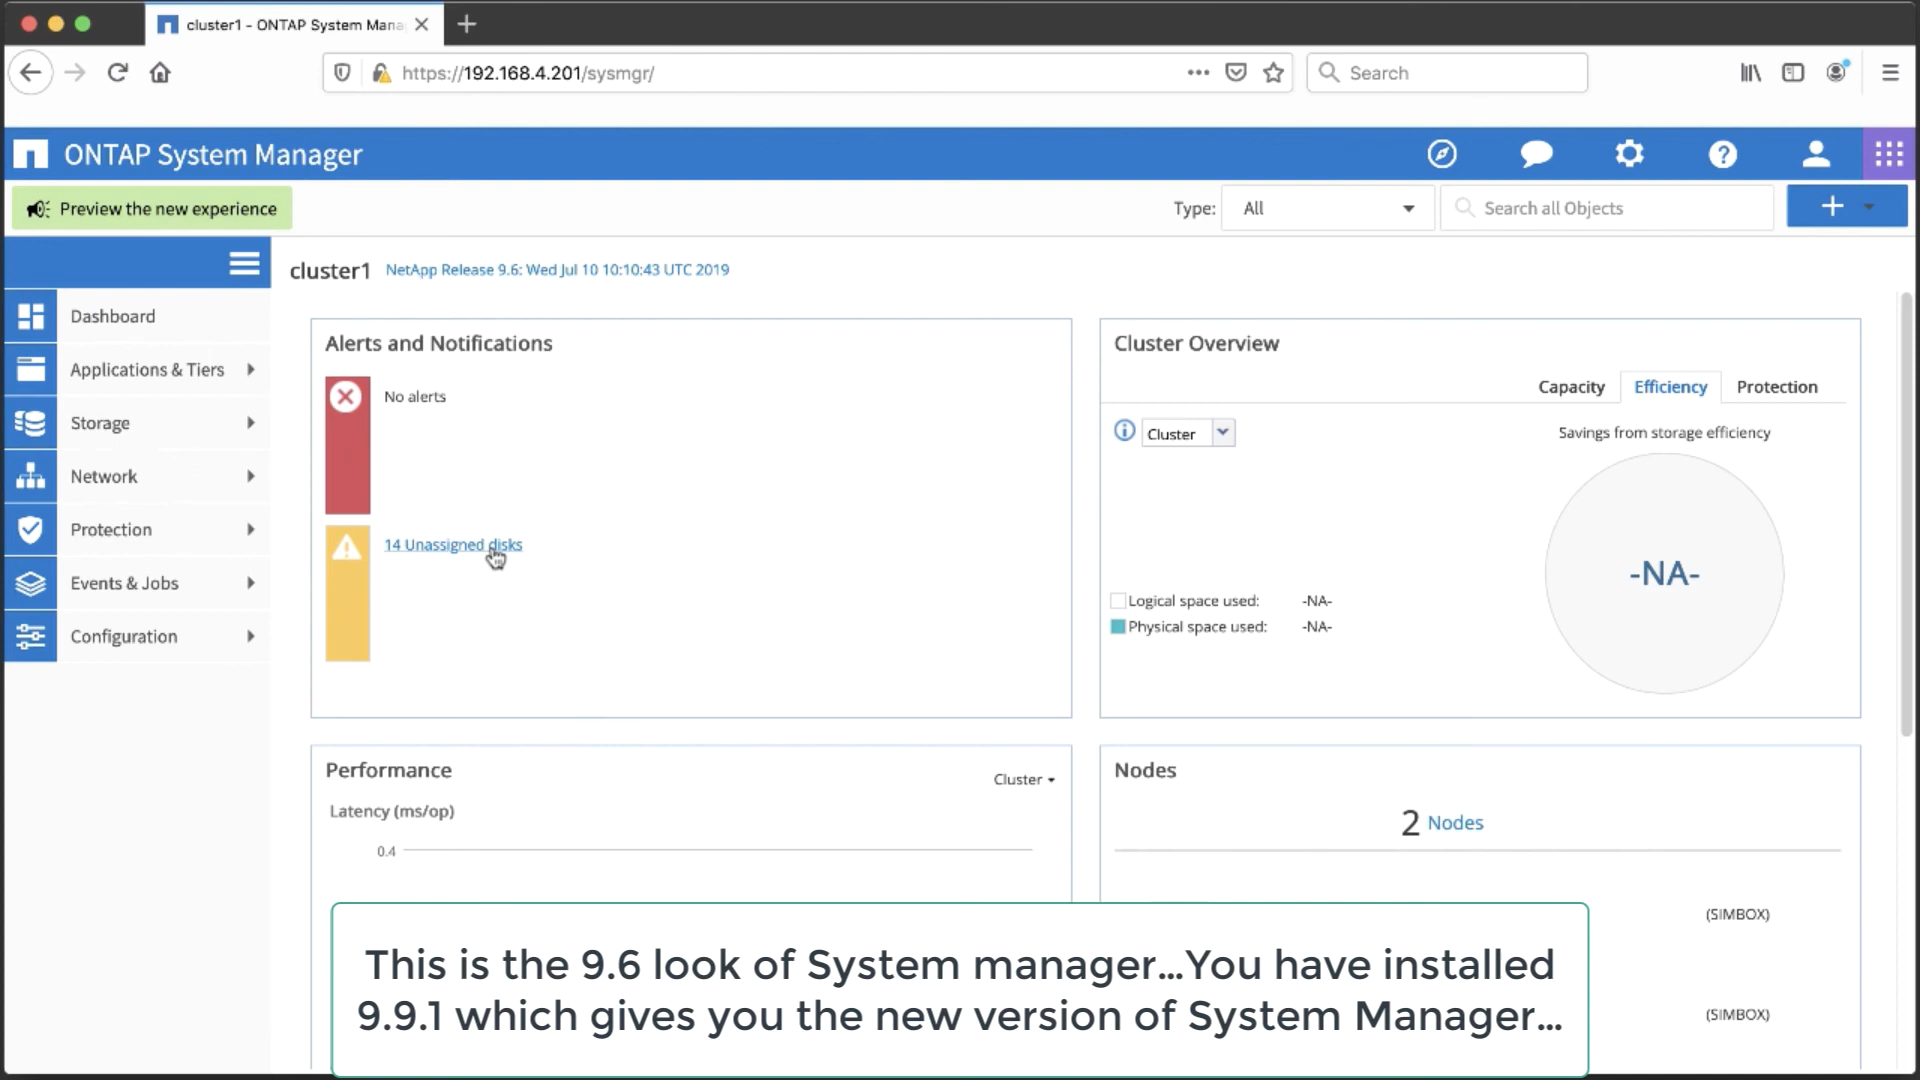 cluster1 - ONTAP System Mana
https://192.168.4.201/sysmgr/
Search
ONTAP System Manager
Preview the new experience
Type:
All
Search all Objects
cluster1
NetApp Release 9.6: Wed Jul 10 10:10:43 UTC 2019
Dashboard
Applications & Tiers
Storage
Network
Protection
Events & Jobs
Configuration
Alerts and Notifications
No alerts
14 Unassigned disks
Cluster Overview
Capacity
Efficiency
Protection
Cluster
Savings from storage efficiency
-NA-
Logical space used: -NA-
Physical space used: -NA-
Performance
Cluster
Latency (ms/op)
0.4
Nodes
2 Nodes
(SIMBOX)
(SIMBOX)
This is the 9.6 look of System manager...You have installed
9.9.1 which gives you the new version of System Manager...